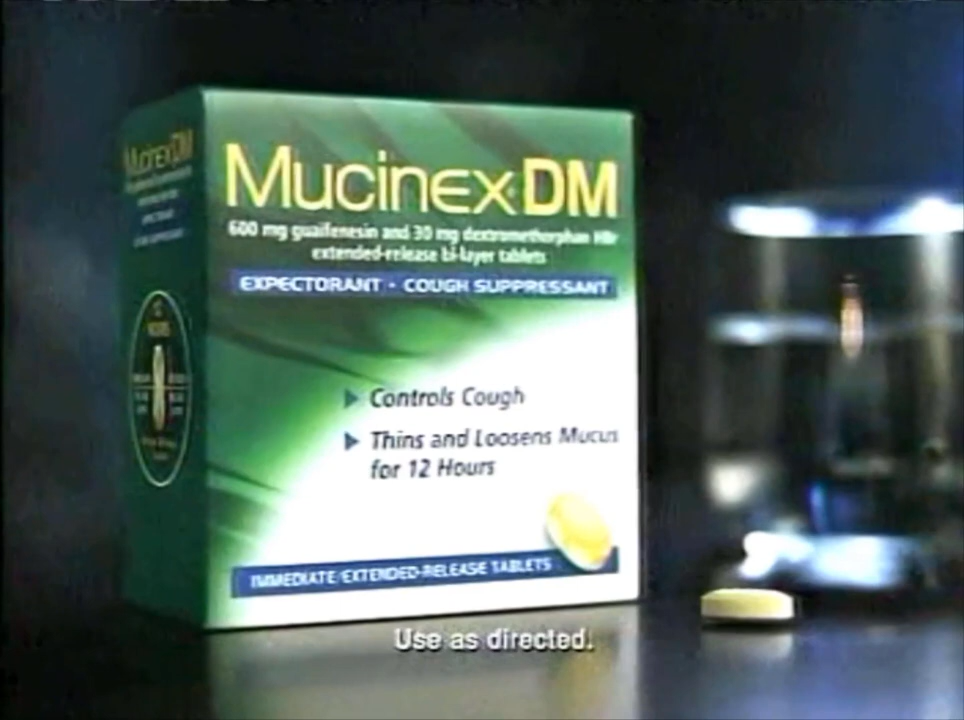 Mucinex DM
MucinexDM
600 mg guaifenesin and 30 mg dextromethorphan HBr
extended-release bi-layer tablets
EXPECTORANT • COUGH SUPPRESSANT
Controls Cough
Thins and Loosens Mucus
for 12 Hours
IMMEDIATE/EXTENDED-RELEASE TABLETS
Use as directed.